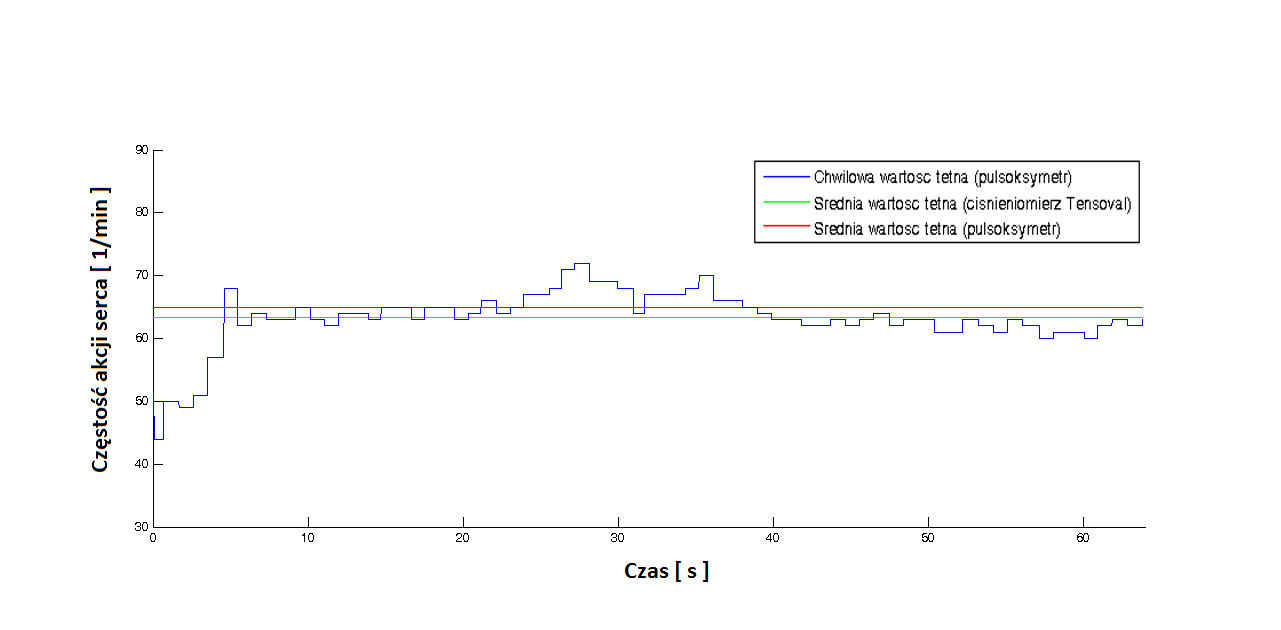 90
80
70
60
50
40
30
0
10
20
30
40
50
60
Częstość akcji serca [ 1/min ]
Czas [ s ]
Chwilowa wartosc tetna (pulsoksymetr)
Srednia wartosc tetna (cisnieniomierz Tensoval)
Srednia wartosc tetna (pulsoksymetr)